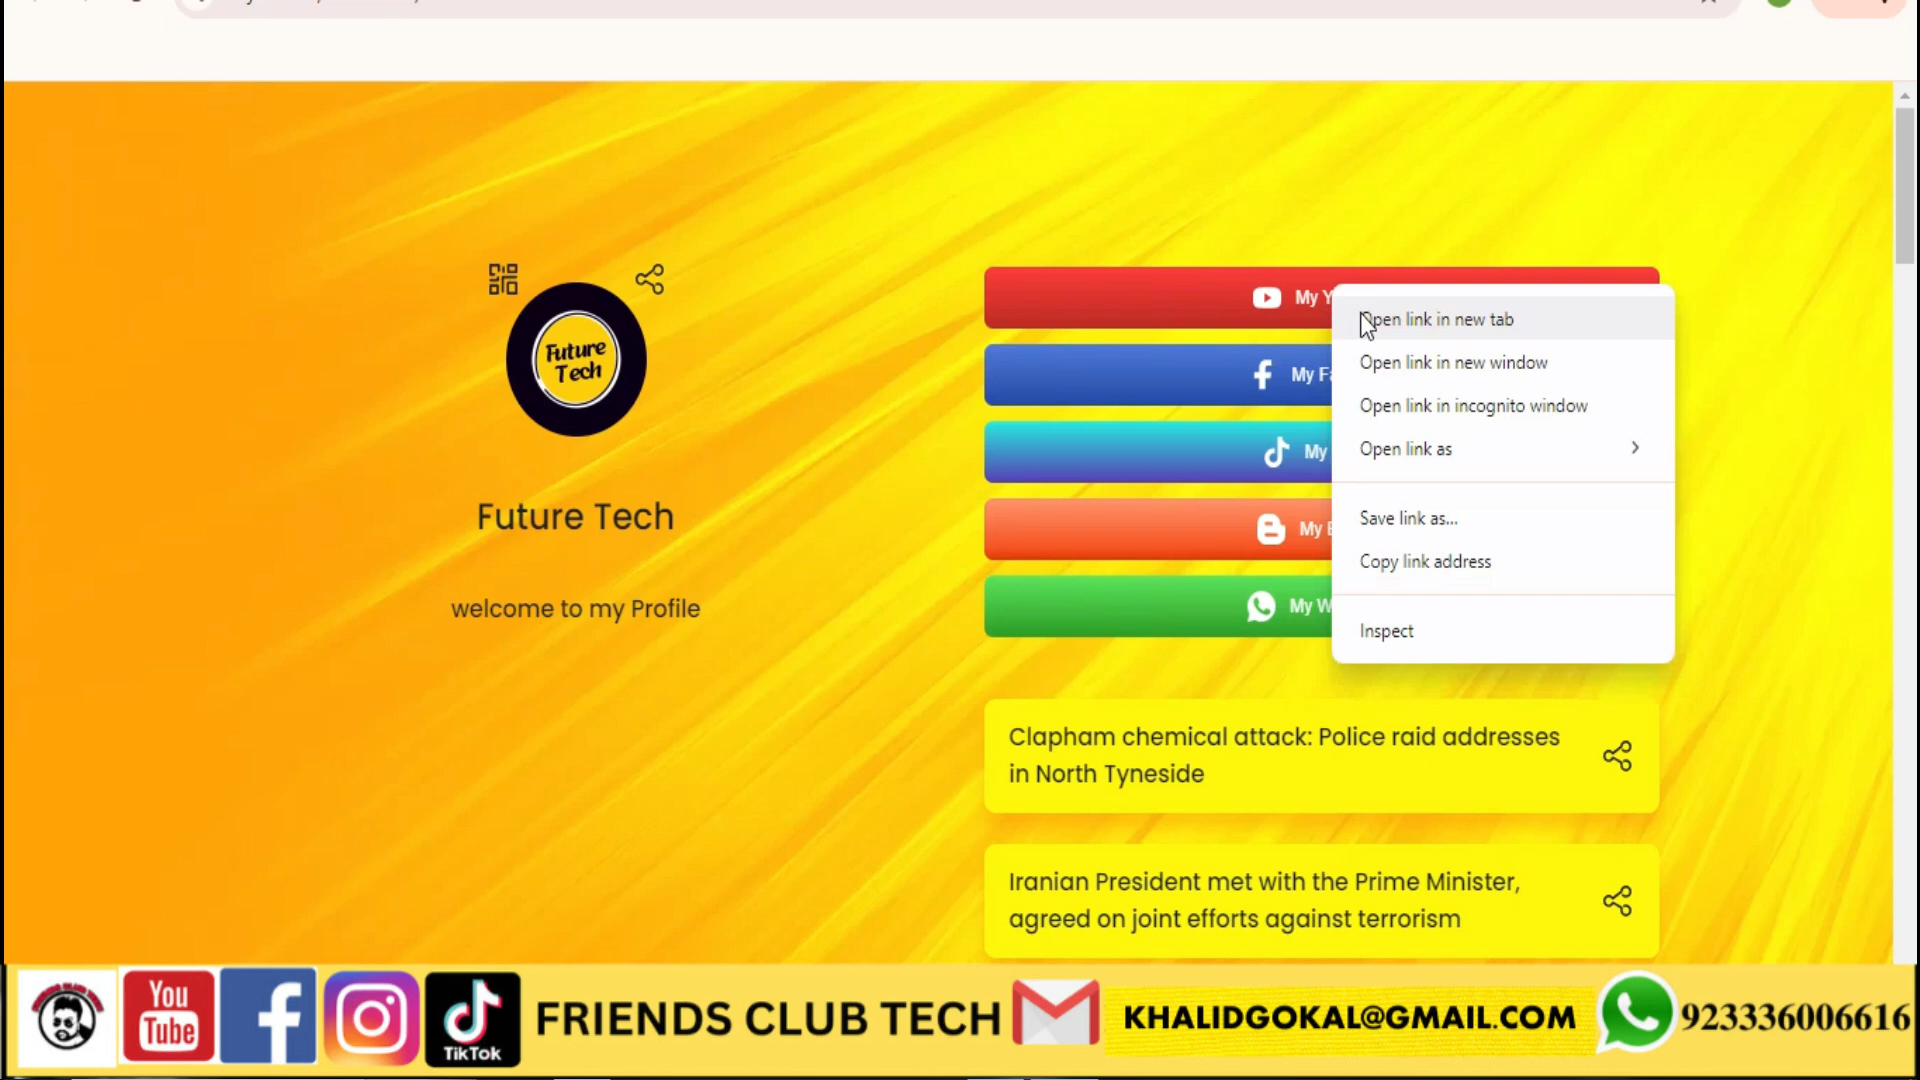 Future
Tech
Future Tech
welcome to my Profile
My
My
My
My
My
Open link in new tab
Open link in new window
Open link in incognito window
Open link as
Save link as...
Copy link address
Inspect
Clapham chemical attack: Police raid addresses
in North Tyneside
Iranian President met with the Prime Minister,
agreed on joint efforts against terrorism
You
Tube
TikTok
FRIENDS CLUB TECH
KHALIDGOKAL@GMAIL.COM
923336006616